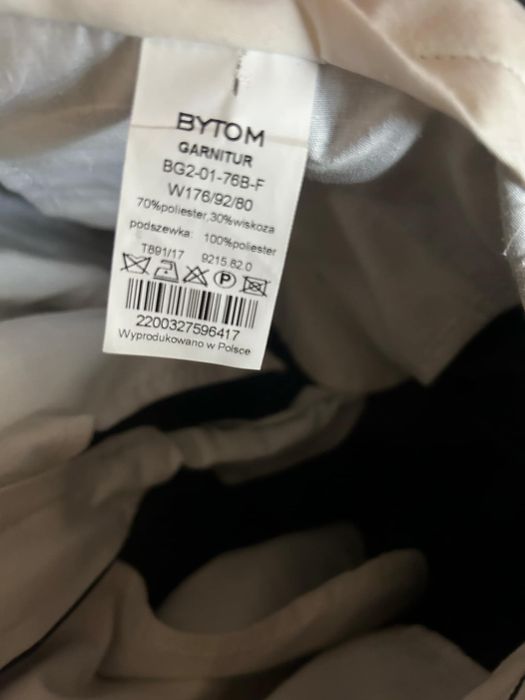 BYTOM
GARNITUR
BG2-01-76B-F
W176/92/80
70%poliester,30%wiskoza
podszewka: 100%poliester
T891/17 9215.82.0
P
2200327596417
Wyprodukowano w Polsce